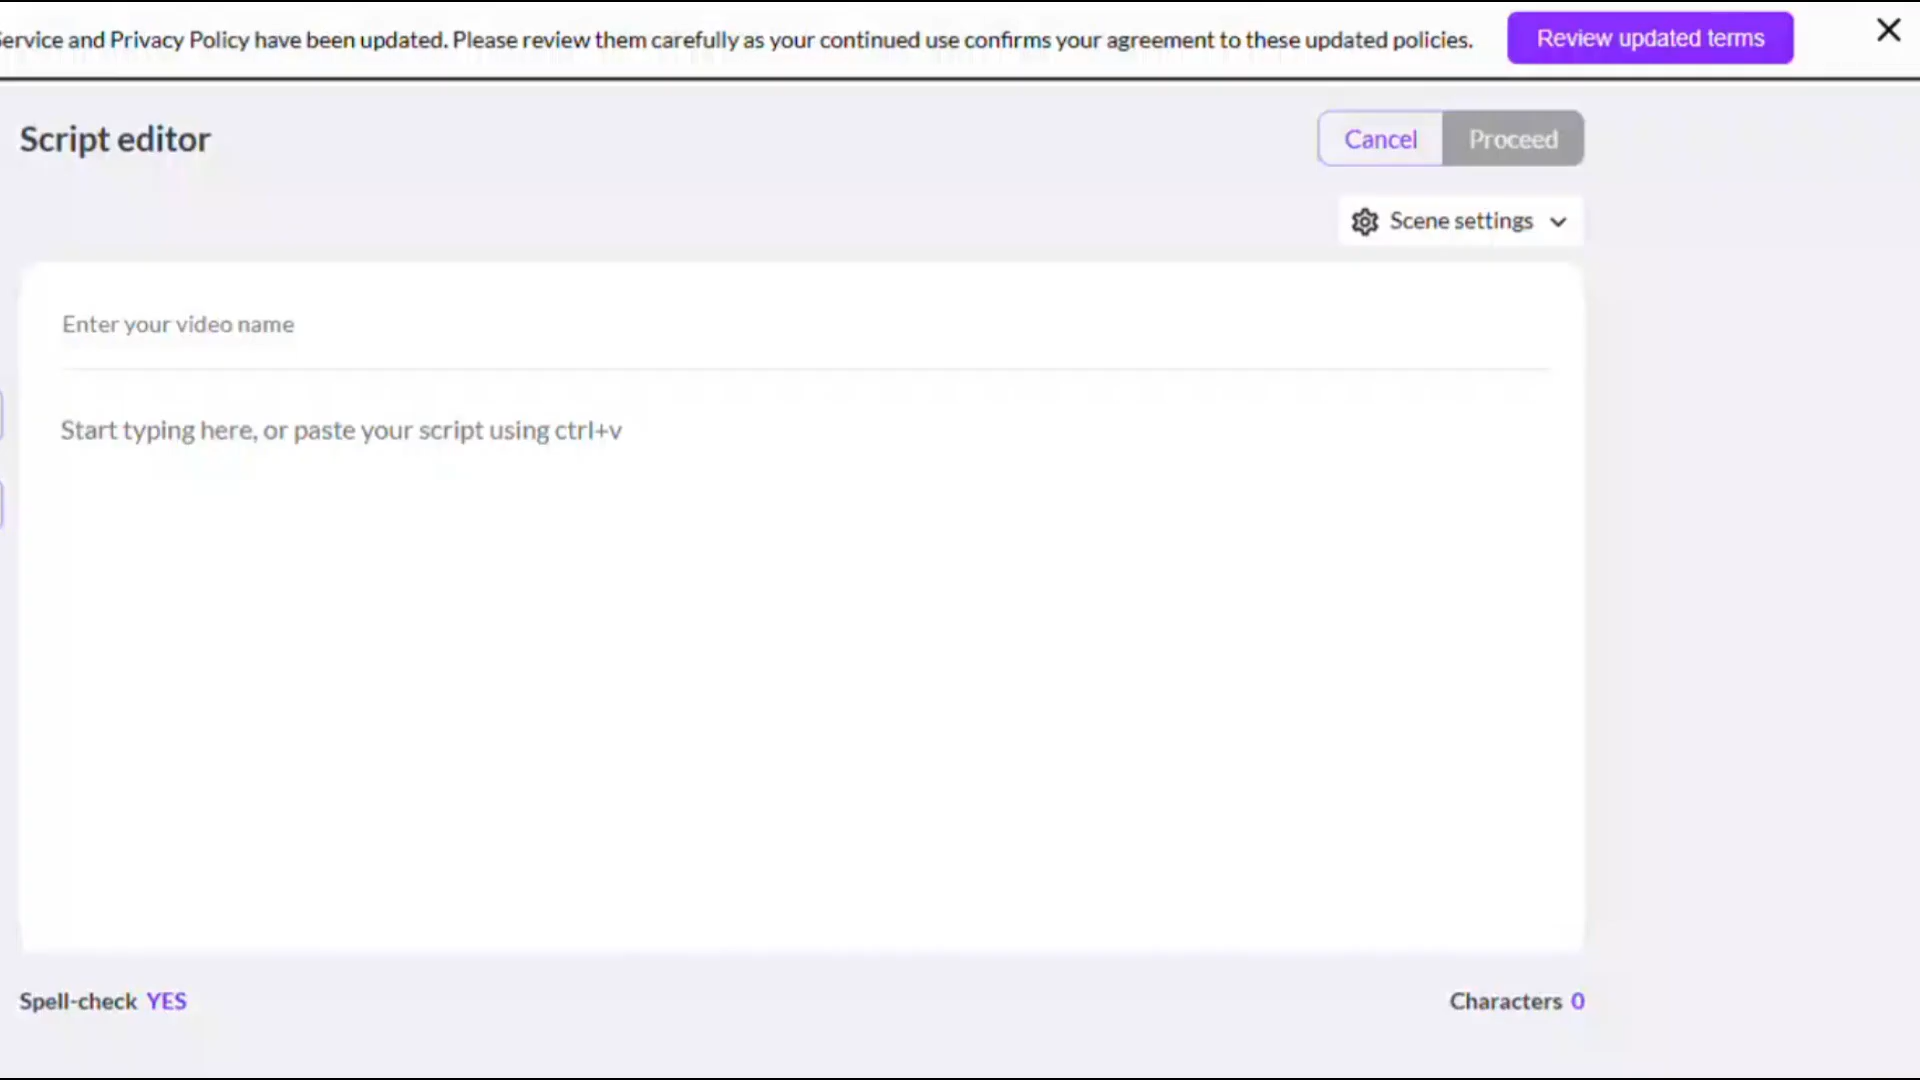 Service and Privacy Policy have been updated. Please review them carefully as your continued use confirms your agreement to these updated policies.
Review updated terms
Script editor
Cancel
Proceed
Scene settings
Enter your video name
Start typing here, or paste your script using ctrl+v
Spell-check YES
Characters 0